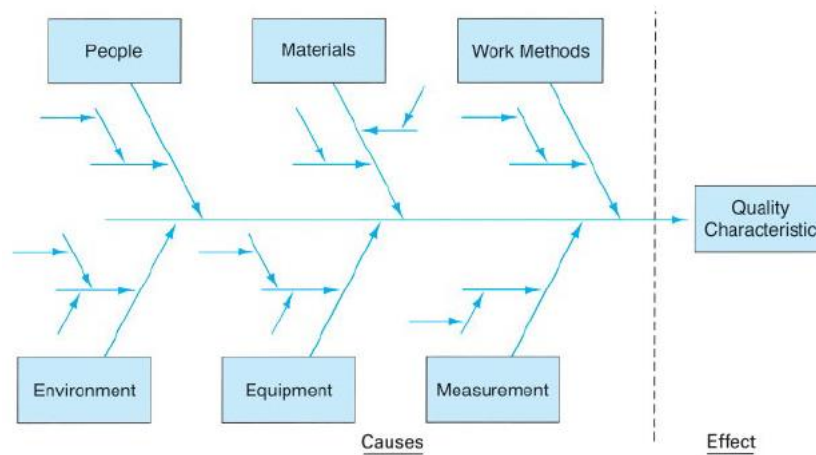 People
Materials
Work Methods
Quality
Characteristic
Environment
Equipment
Measurement
Causes
Effect